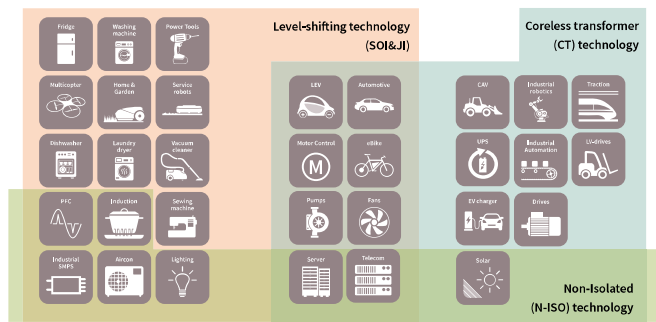 Level-shifting technology
(SOI&JI)
Coreless transformer
(CT) technology
Fridge
Washing
machine
Power Tools
Multicopter
Home &
Garden
Service
robots
LEV
Automotive
CAV
Industrial
robotics
Traction
Dishwasher
Laundry
dryer
Vacuum
cleaner
Motor Control
M
eBike
UPS
Industrial
Automation
LV-drives
PFC
Induction
Sewing
machine
Pumps
Fans
EV charger
Drives
Industrial
SMPS
Aircon
Lighting
Server
Telecom
Solar
Non-Isolated
(N-ISO) technology